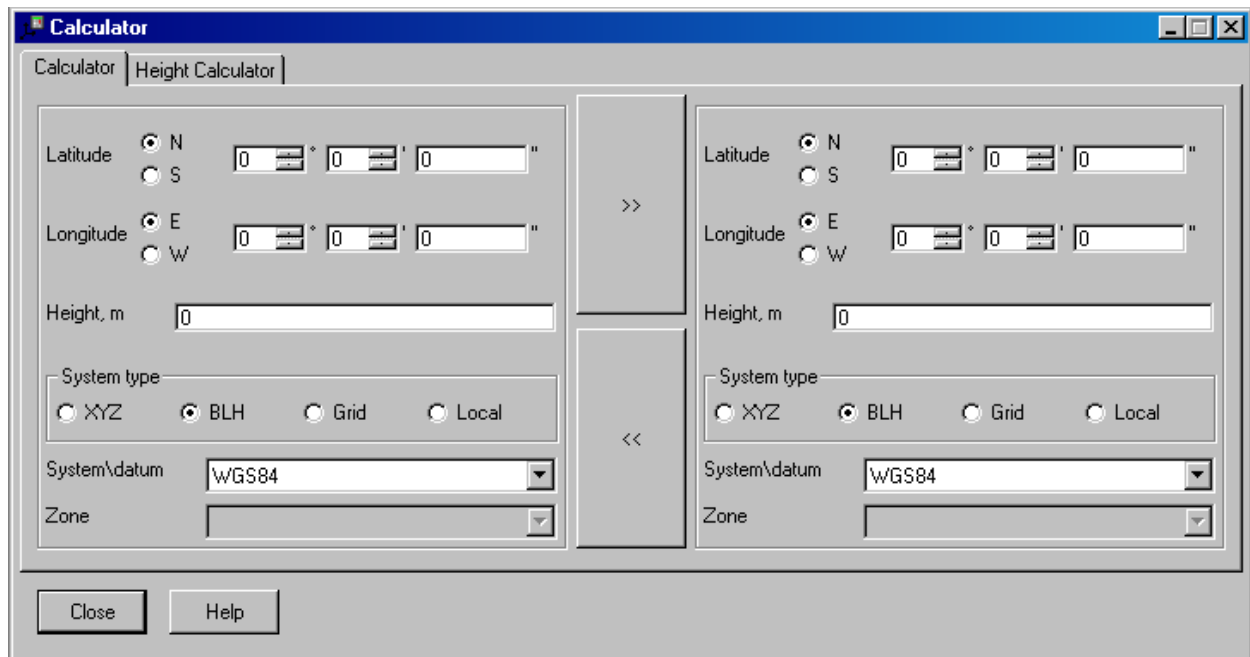 Calculator
Calculator Height Calculator
Latitude N S 0 ° 0 ' 0 "
Longitude E W 0 ° 0 ' 0 "
Height, m 0
System type
XYZ BLH Grid Local
System\datum WGS84
Zone
>>
<<
Latitude N S 0 ° 0 ' 0 "
Longitude E W 0 ° 0 ' 0 "
Height, m 0
System type
XYZ BLH Grid Local
System\datum WGS84
Zone
Close Help